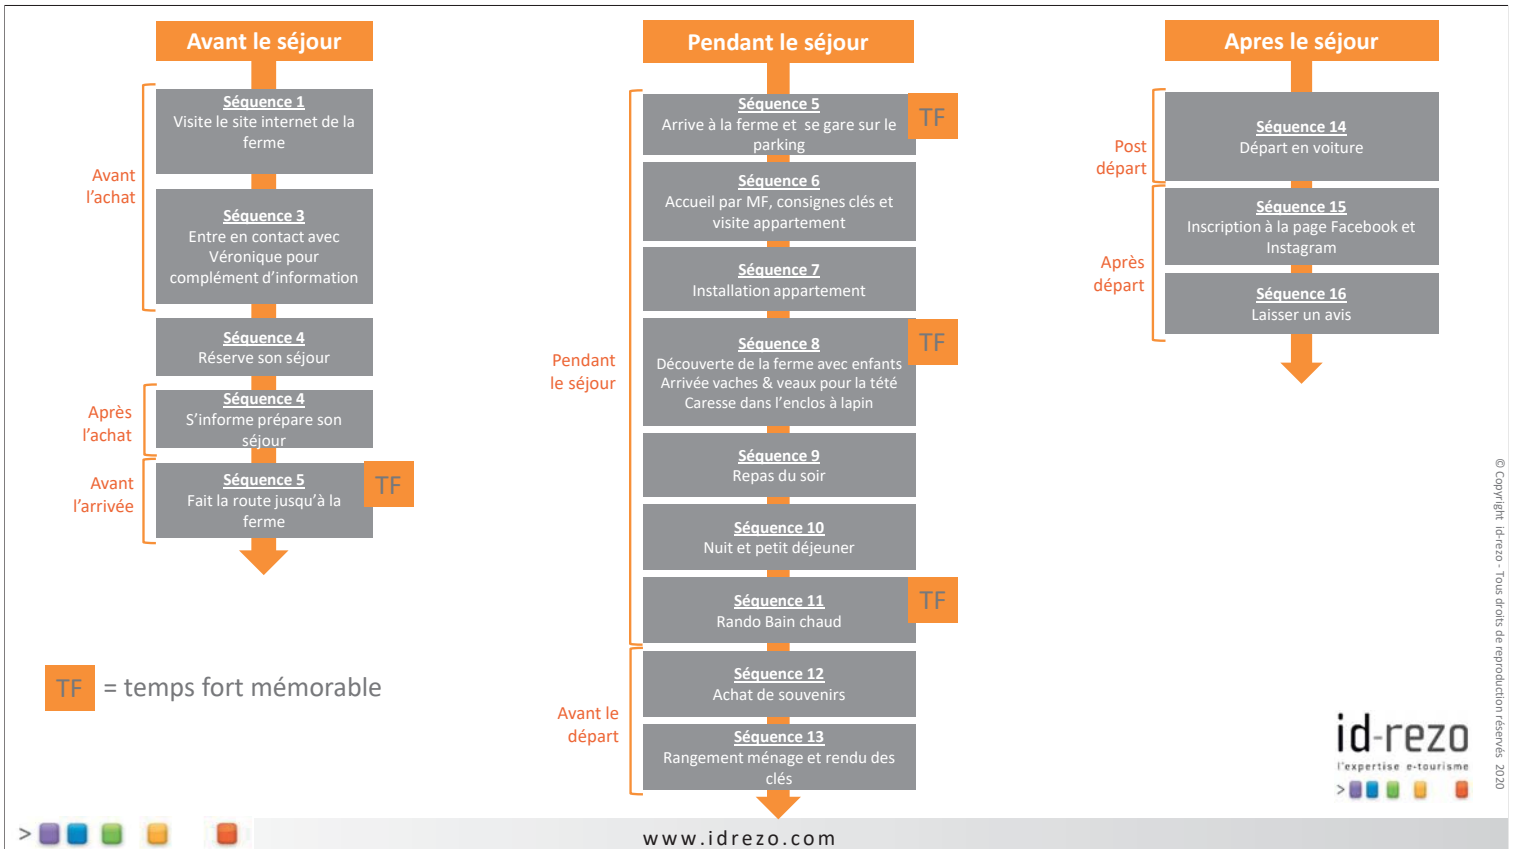 Avant le séjour
Avant
l'achat
Séquence 1
Visite le site internet de la
ferme
Séquence 3
Entre en contact avec
Véronique pour
complément d'information
Séquence 4
Réserve son séjour
Après
l'achat
Séquence 4
S'informe prépare son
séjour
Avant
l'arrivée
Séquence 5
Fait la route jusqu'à la
ferme
TF
TF = temps fort mémorable
Pendant le séjour
Pendant
le séjour
Séquence 5
Arrive à la ferme et se gare sur le
parking
TF
Séquence 6
Accueil par MF, consignes clés et
visite appartement
Séquence 7
Installation appartement
Séquence 8
Découverte de la ferme avec enfants
Arrivée vaches & veaux pour la tété
Caresse dans l'enclos à lapin
TF
Séquence 9
Repas du soir
Séquence 10
Nuit et petit déjeuner
Séquence 11
Rando Bain chaud
TF
Avant le
départ
Séquence 12
Achat de souvenirs
Séquence 13
Rangement ménage et rendu des
clés
Apres le séjour
Post
départ
Séquence 14
Départ en voiture
Après
départ
Séquence 15
Inscription à la page Facebook et
Instagram
Séquence 16
Laisser un avis
© Copyright id-rezo - Tous droits de reproduction réservés 2020
id-rezo
l'expertise e-tourisme
>
>
www.idrezo.com